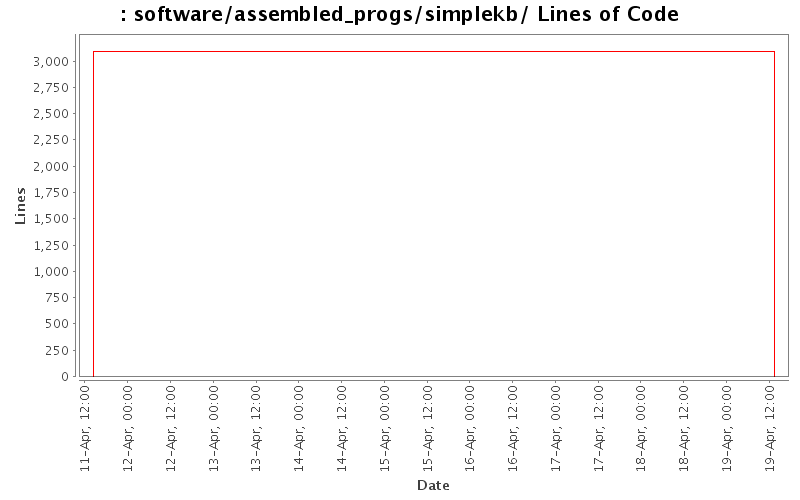 : software/assembled_progs/simplekb/ Lines of Code
3,000
2,750
2,500
2,250
2,000
1,750
1,500
1,250
1,000
750
500
250
0
Lines
11-Apr, 12:00
12-Apr, 00:00
12-Apr, 12:00
13-Apr, 00:00
13-Apr, 12:00
14-Apr, 00:00
14-Apr, 12:00
15-Apr, 00:00
15-Apr, 12:00
16-Apr, 00:00
16-Apr, 12:00
17-Apr, 00:00
17-Apr, 12:00
18-Apr, 00:00
18-Apr, 12:00
19-Apr, 00:00
19-Apr, 12:00
Date